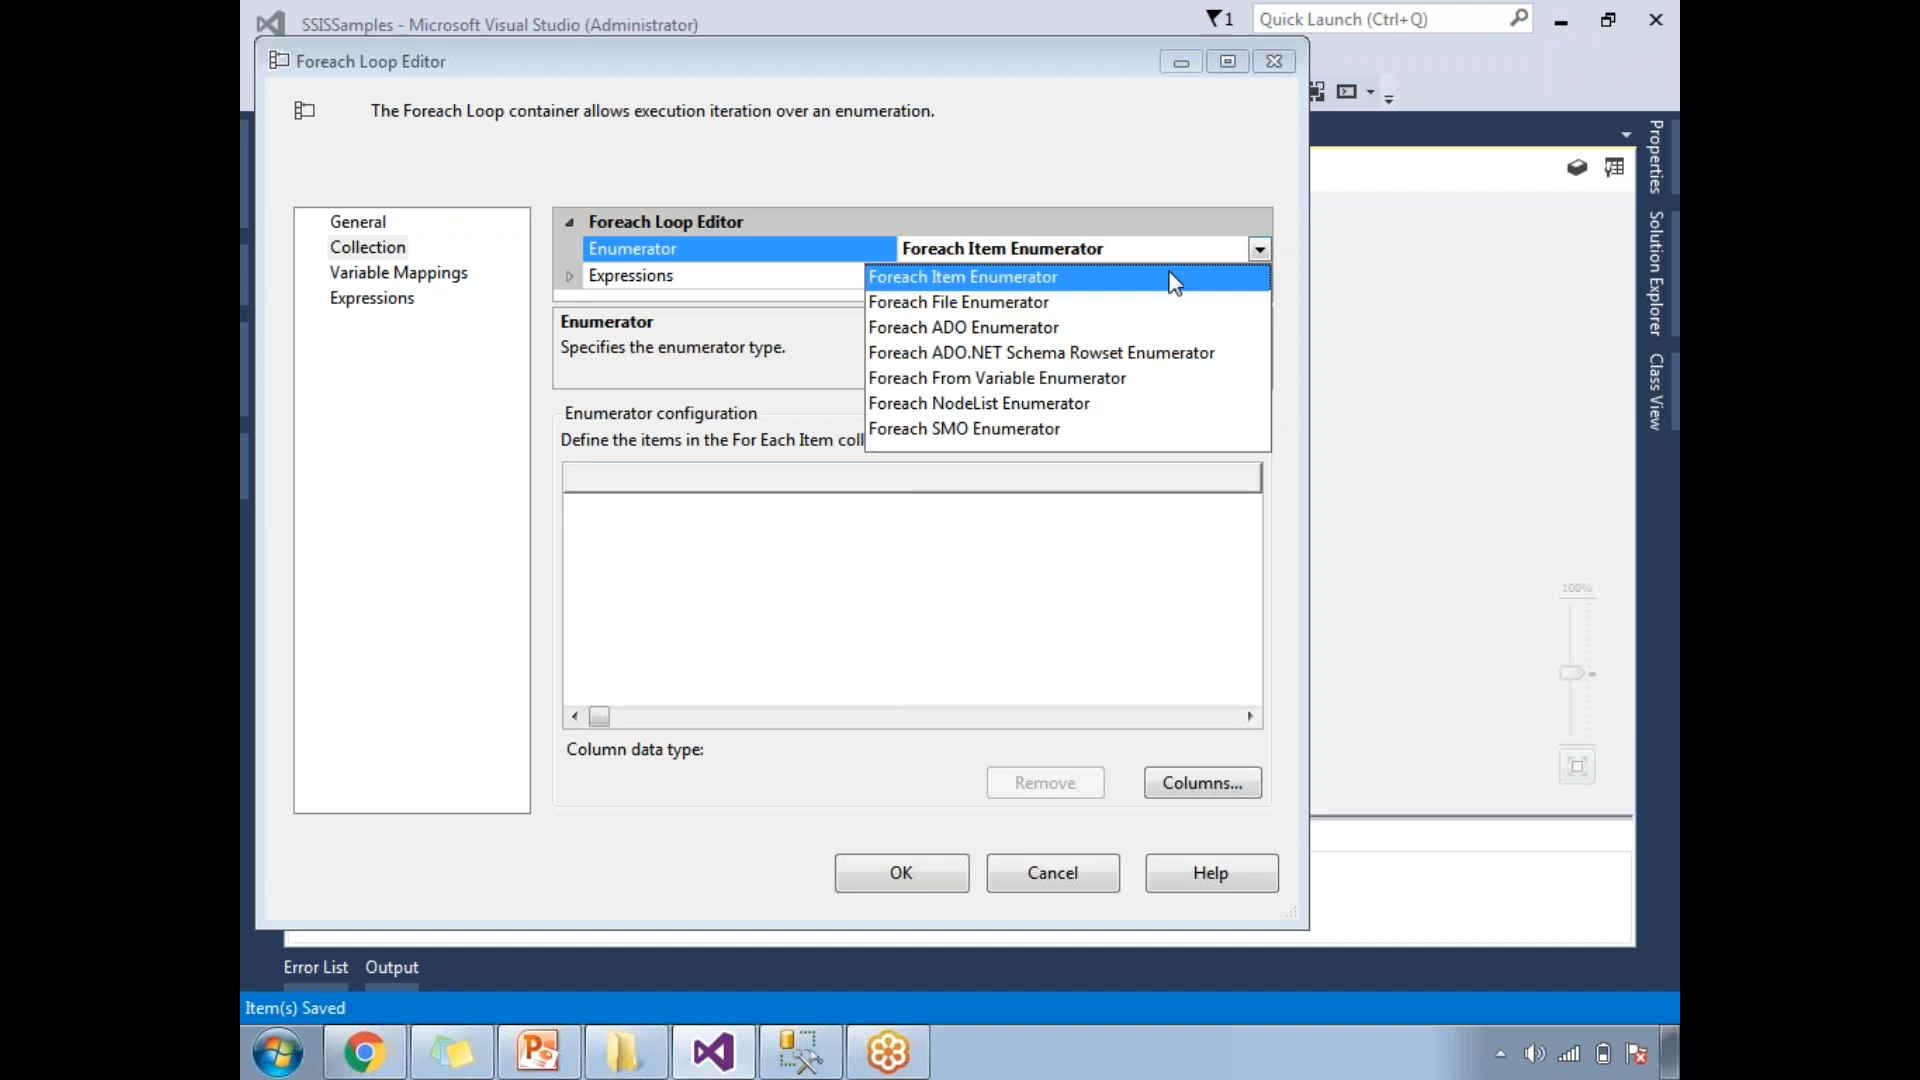 SSISSamples - Microsoft Visual Studio (Administrator)
1
Quick Launch (Ctrl+Q)
Foreach Loop Editor
The Foreach Loop container allows execution iteration over an enumeration.
General
Collection
Variable Mappings
Expressions
Foreach Loop Editor
Enumerator
Foreach Item Enumerator
Expressions
Foreach Item Enumerator
Foreach File Enumerator
Foreach ADO Enumerator
Foreach ADO.NET Schema Rowset Enumerator
Foreach From Variable Enumerator
Foreach NodeList Enumerator
Foreach SMO Enumerator
Enumerator
Specifies the enumerator type.
Enumerator configuration
Define the items in the For Each Item coll
Column data type:
Remove
Columns...
OK
Cancel
Help
Properties
Solution Explorer
Class View
100%
Error List
Output
Item(s) Saved